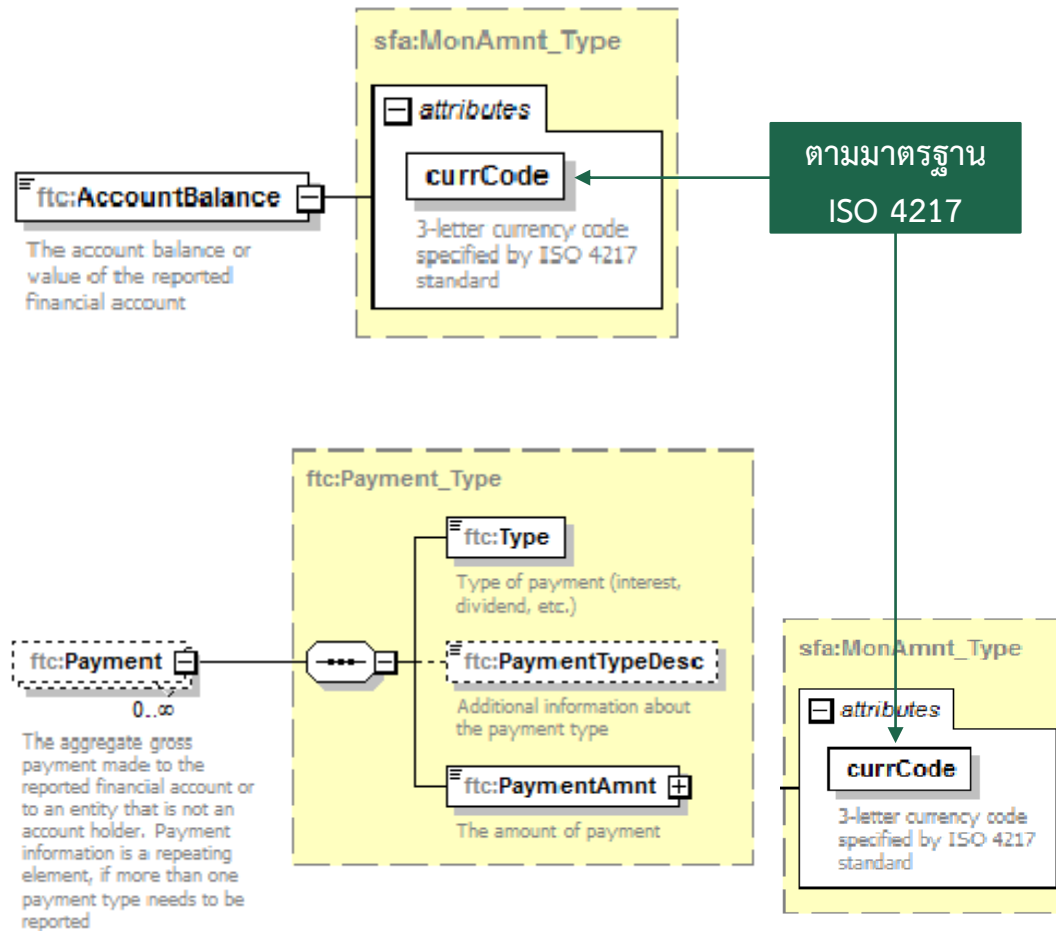 sfa:MonAmnt_Type
attributes
currCode
3-letter currency code
specified by ISO 4217
standard
ftc:AccountBalance
The account balance or
value of the reported
financial account
ตามมาตรฐาน
ISO 4217
ftc:Payment_Type
ftc:Type
Type of payment (interest,
dividend, etc.)
ftc:PaymentTypeDesc
Additional information about
the payment type
ftc:PaymentAmnt
The amount of payment
ftc:Payment
0..∞
The aggregate gross
payment made to the
reported financial account or
to an entity that is not an
account holder. Payment
information is a repeating
element, if more than one
payment type needs to be
reported
sfa:MonAmnt_Type
attributes
currCode
3-letter currency code
specified by ISO 4217
standard